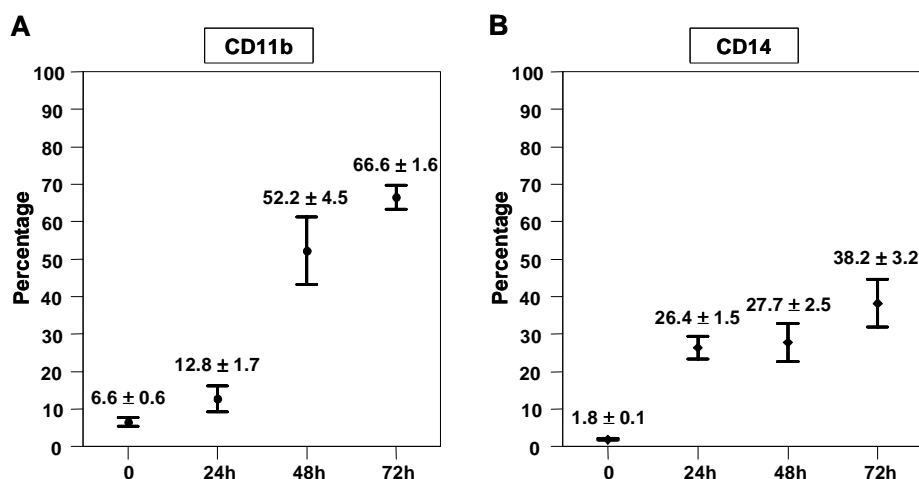 A
CD11b
Percentage
100
90
80
70
60
50
40
30
20
10
0
6.6 ± 0.6
12.8 ± 1.7
52.2 ± 4.5
66.6 ± 1.6
0 24h 48h 72h
B
CD14
Percentage
100
90
80
70
60
50
40
30
20
10
0
1.8 ± 0.1
26.4 ± 1.5
27.7 ± 2.5
38.2 ± 3.2
0 24h 48h 72h